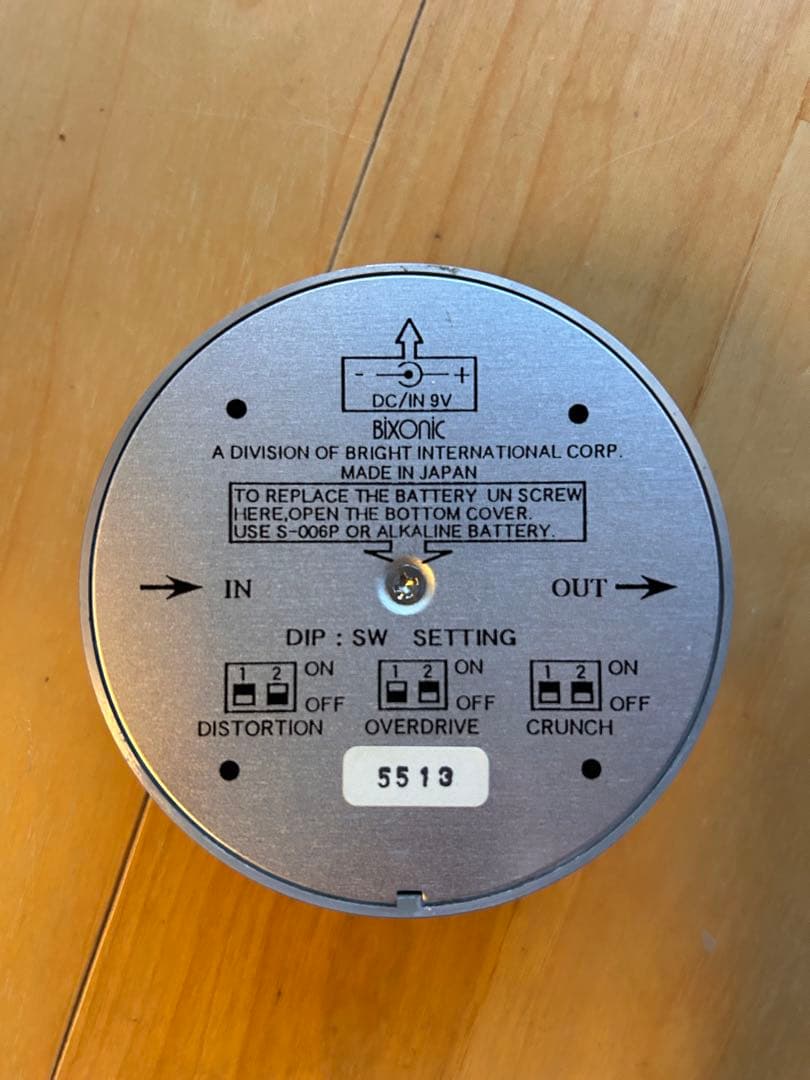 - +
DC/IN 9V
BiXOniC
A DIVISION OF BRIGHT INTERNATIONAL CORP.
MADE IN JAPAN
TO REPLACE THE BATTERY UN SCREW
HERE,OPEN THE BOTTOM COVER.
USE S-006P OR ALKALINE BATTERY.
IN OUT
DIP : SW SETTING
1 2 ON 1 2 ON 1 2 ON
OFF OFF OFF
DISTORTION OVERDRIVE CRUNCH
5513